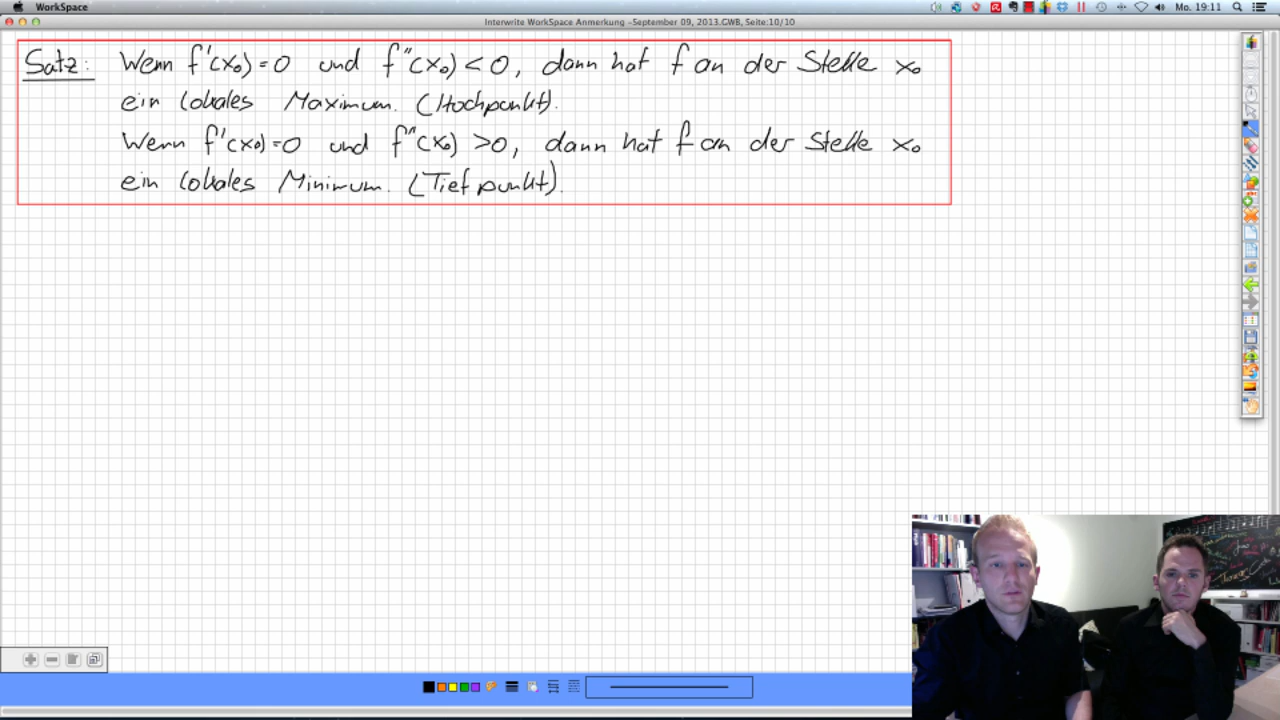 WorkSpace
Mo. 19:11
Interwrite WorkSpace Anmerkung -September 09, 2013.GWB, Seite:10/10
Satz: Wenn f'(x₀)=0 und f''(x₀)<0, dann hat f an der Stelle x₀
ein lokales Maximum. (Hochpunkt).
Wenn f'(x₀)=0 und f''(x₀)>0, dann hat f an der Stelle x₀
ein lokales Minimum. (Tiefpunkt).